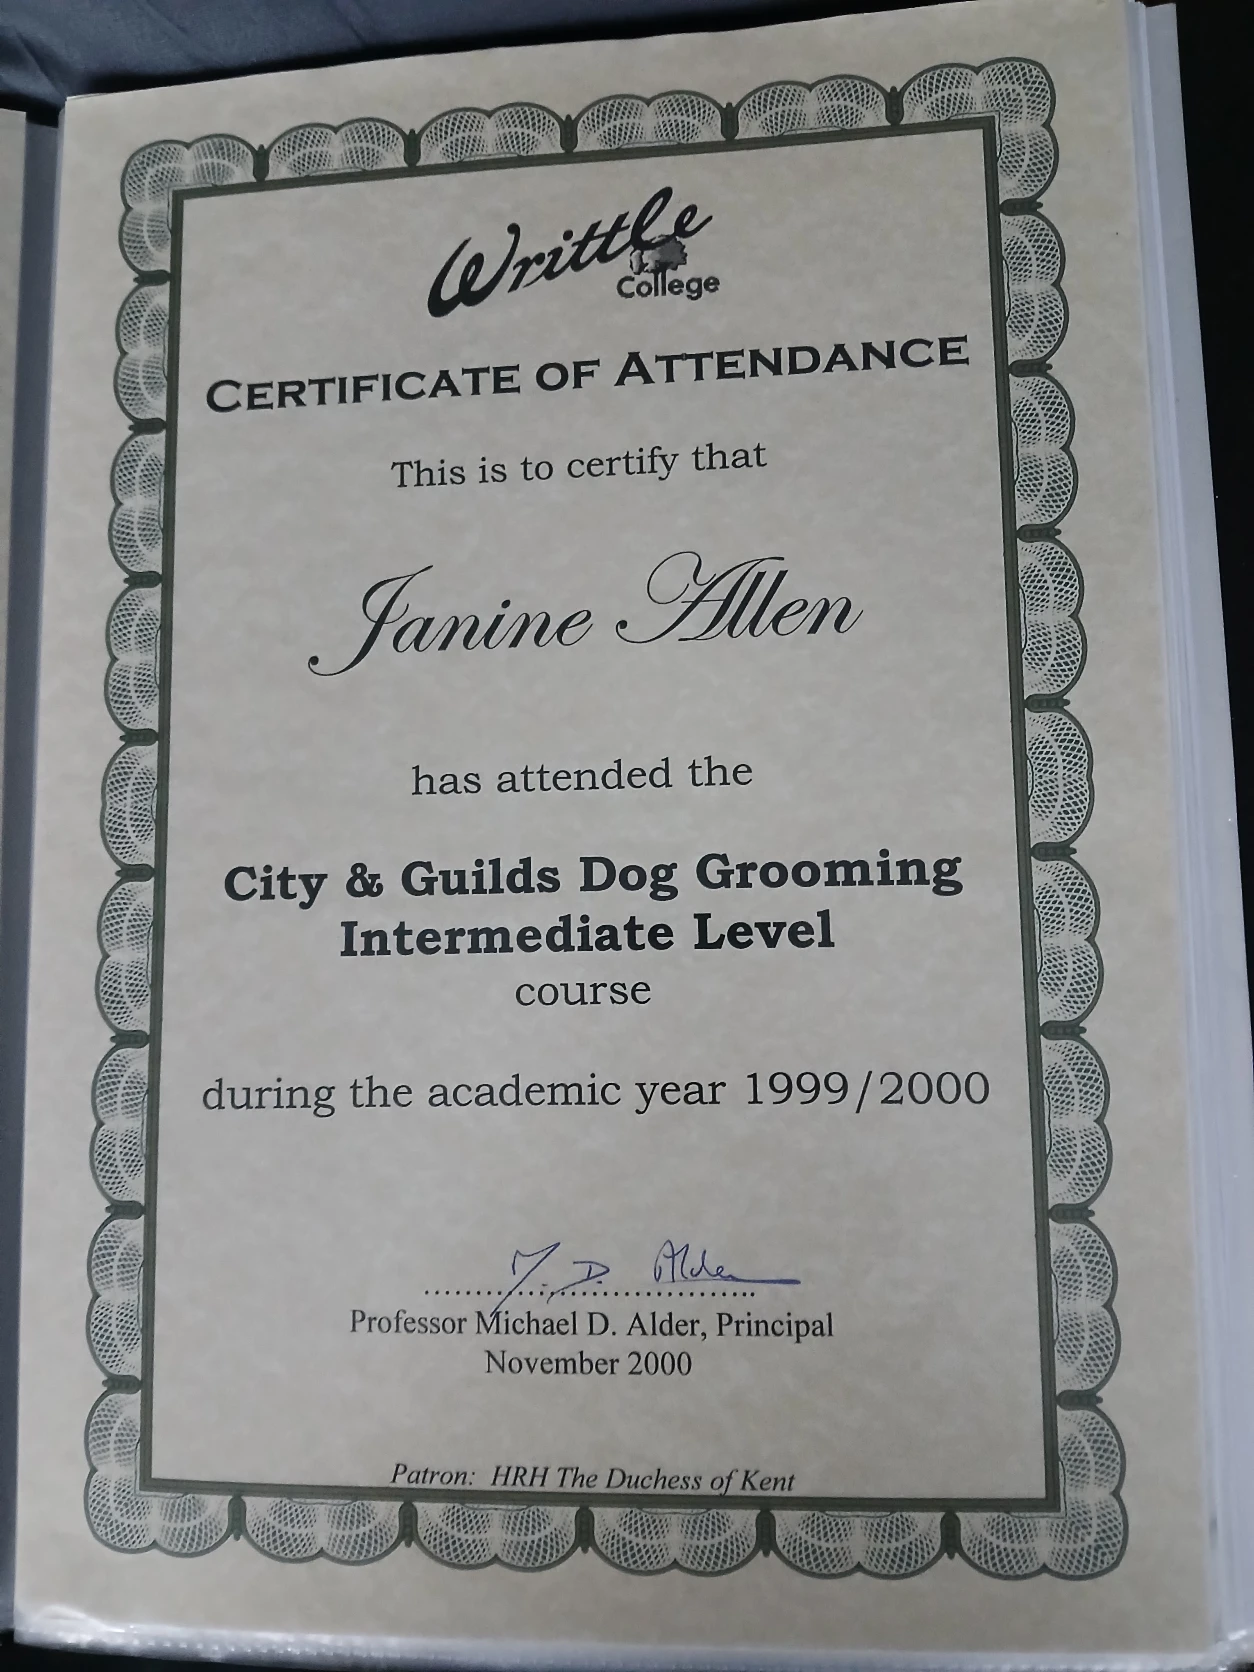 Writtle
College
CERTIFICATE OF ATTENDANCE
This is to certify that
Janine Allen
has attended the
City & Guilds Dog Grooming
Intermediate Level
course
during the academic year 1999/2000
M. D. Alder
Professor Michael D. Alder, Principal
November 2000
Patron: HRH The Duchess of Kent